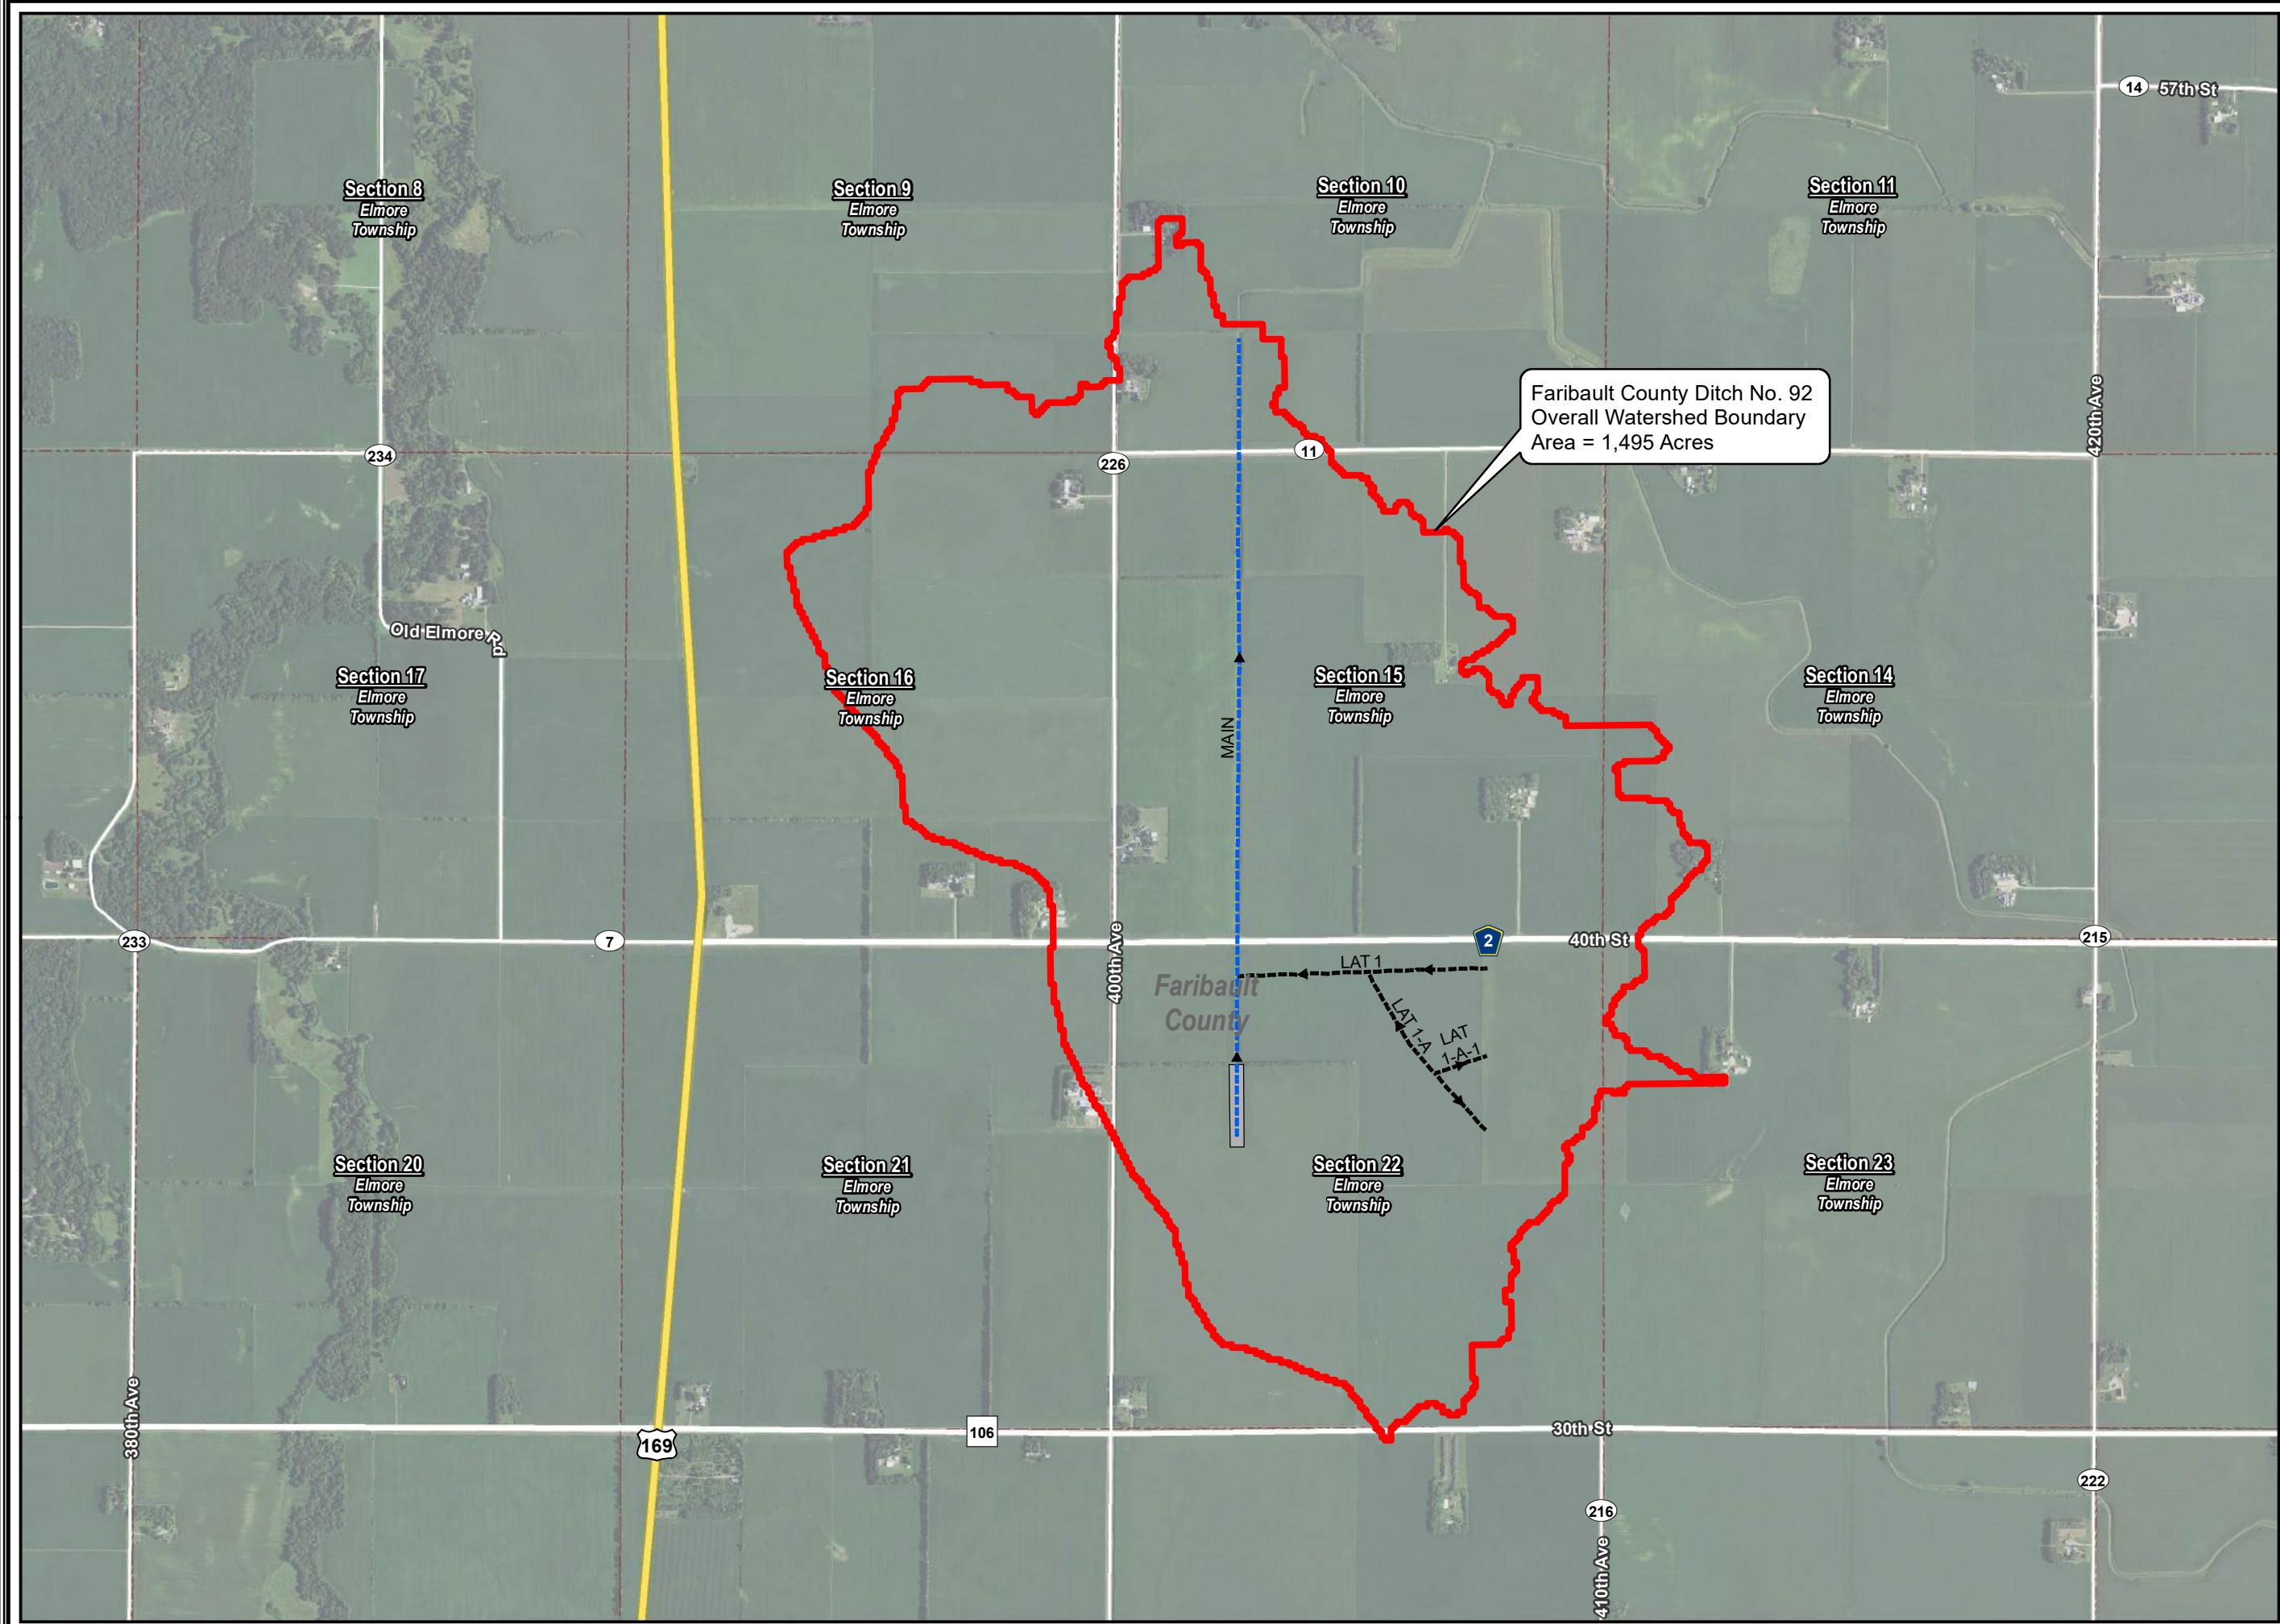 14 57th St
Section 8
Elmore
Township
Section 9
Elmore
Township
Section 10
Elmore
Township
Section 11
Elmore
Township
Faribault County Ditch No. 92
Overall Watershed Boundary
Area = 1,495 Acres
420th Ave
234
226
11
Old Elmore Rd
Section 17
Elmore
Township
Section 16
Elmore
Township
Section 15
Elmore
Township
Section 14
Elmore
Township
MAIN
233
7
400th Ave
2
40th St
215
LAT 1
Faribault
County
LAT 1-A
LAT
1-A-1
Section 20
Elmore
Township
Section 21
Elmore
Township
Section 22
Elmore
Township
Section 23
Elmore
Township
380th Ave
169
106
30th St
222
216
410th Ave